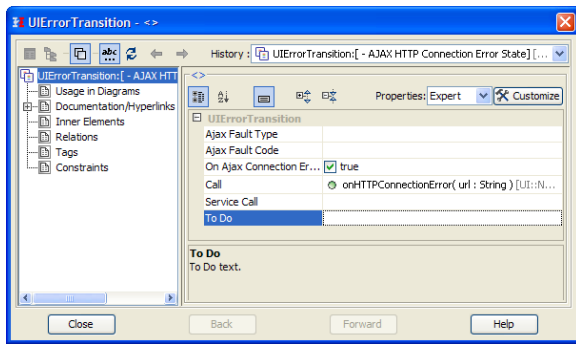 UIErrorTransition - <>
abc
History : UIErrorTransition:[ - AJAX HTTP Connection Error State] [...
UIErrorTransition:[ - AJAX HTT
Usage in Diagrams
Documentation/Hyperlinks
Inner Elements
Relations
Tags
Constraints
<>
Properties: Expert Customize
UIErrorTransition
Ajax Fault Type
Ajax Fault Code
On Ajax Connection Er... true
Call onHTTPConnectionError( url : String ) [UI::N...
Service Call
To Do
To Do
To Do text.
Close Back Forward Help